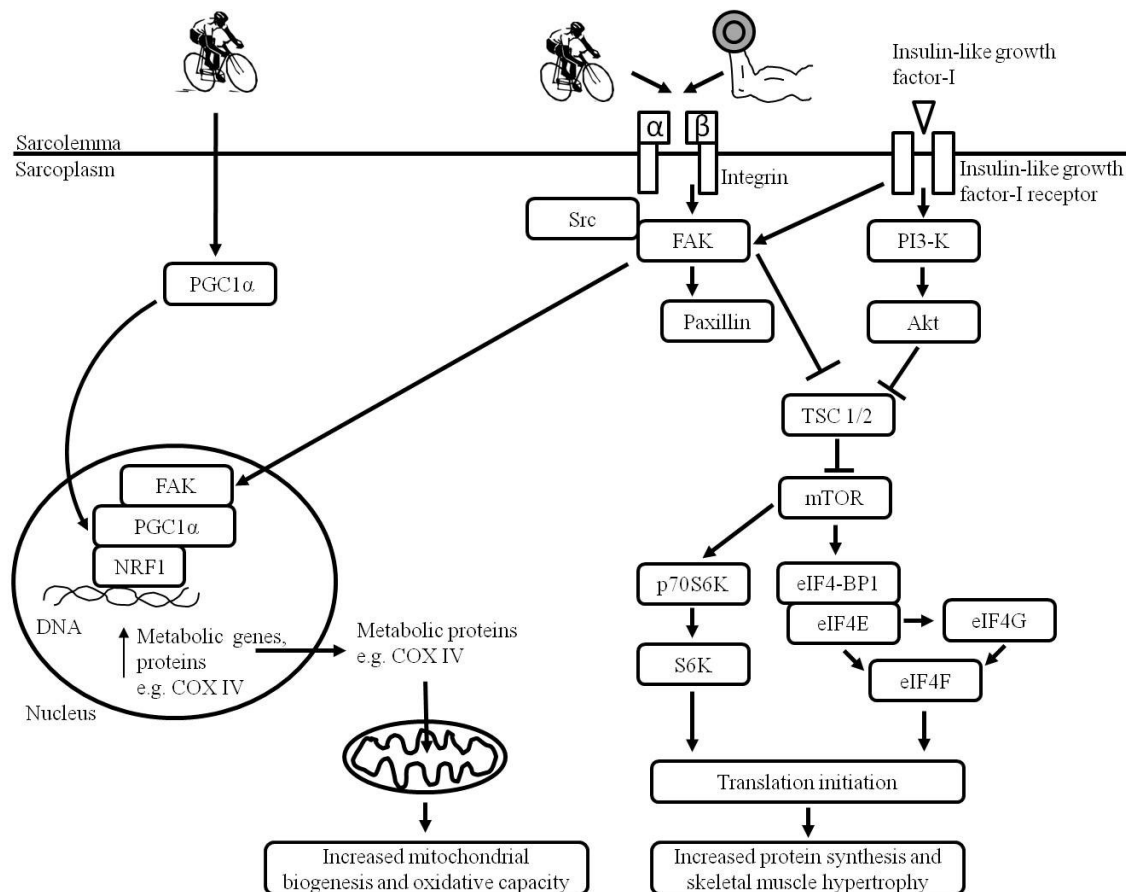 Insulin-like growth
factor-I
α
β
Sarcolemma
Sarcoplasm
Integrin
Insulin-like growth
factor-I receptor
Src
FAK
PI3-K
PGC1α
Paxillin
Akt
TSC 1/2
FAK
mTOR
PGC1α
NRF1
p70S6K
eIF4-BP1
eIF4E
eIF4G
DNA
Metabolic genes,
proteins
e.g. COX IV
Metabolic proteins
e.g. COX IV
S6K
eIF4F
Nucleus
Translation initiation
Increased mitochondrial
biogenesis and oxidative capacity
Increased protein synthesis and
skeletal muscle hypertrophy